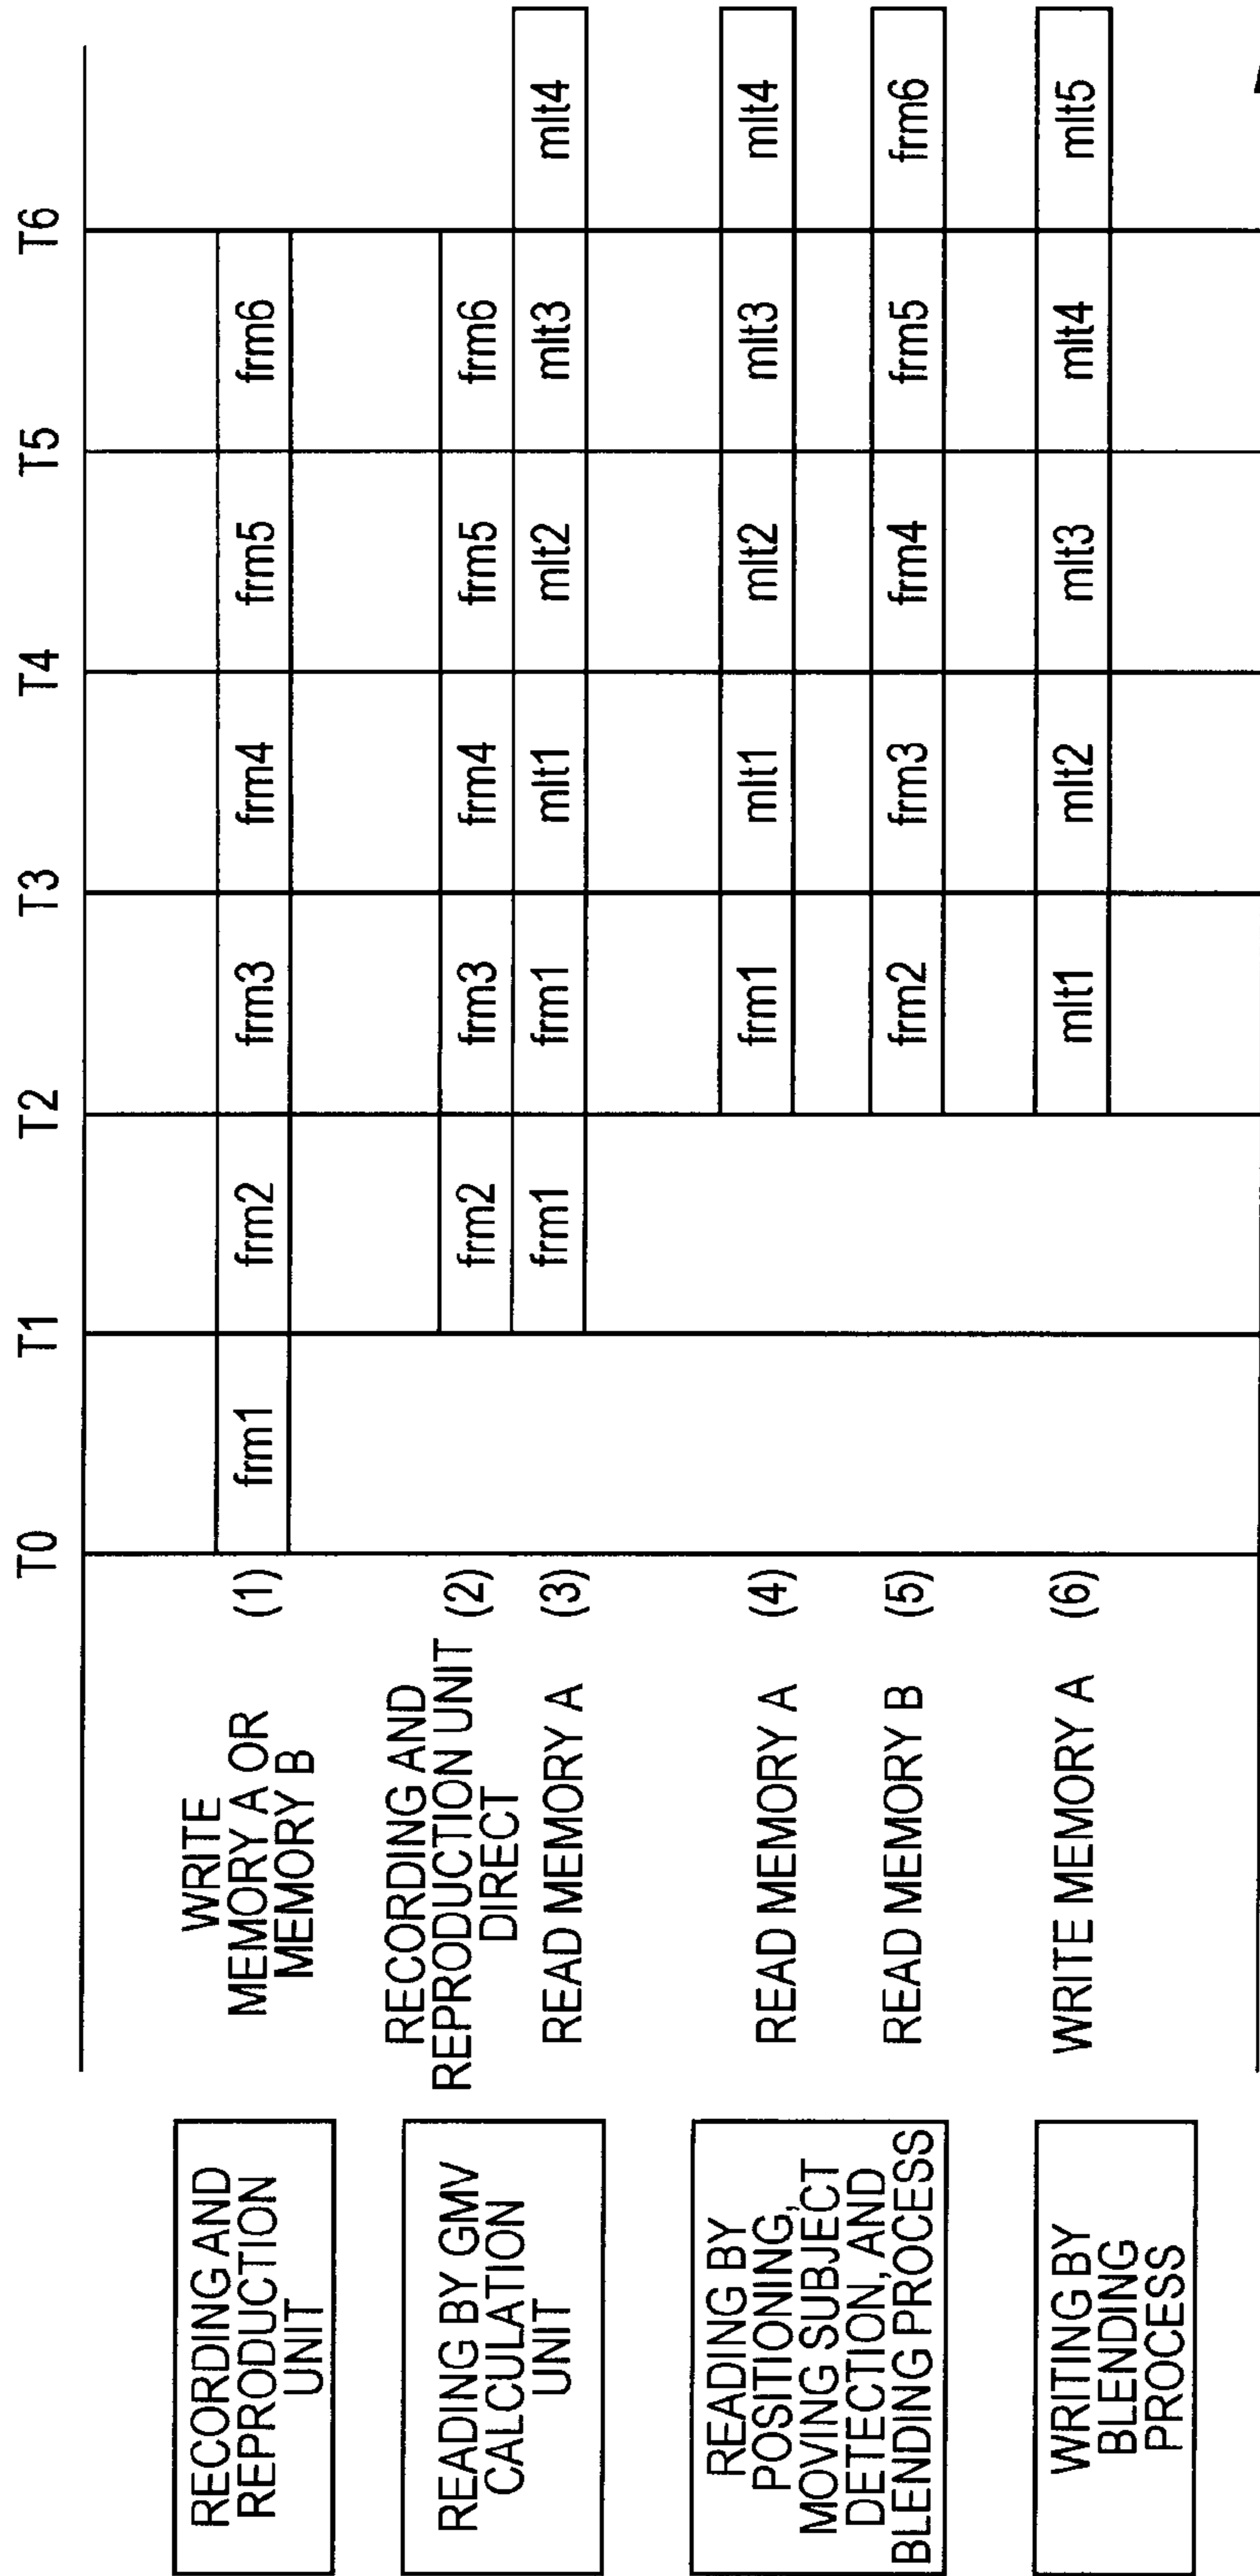 T0 T1 T2 T3 T4 T5 T6
RECORDING AND
REPRODUCTION
UNIT
WRITE
MEMORY A OR
MEMORY B
(1) frm1 frm2 frm3 frm4 frm5 frm6
READING BY GMV
CALCULATION
UNIT
RECORDING AND
REPRODUCTION UNIT
DIRECT
(2) frm2 frm3 frm4 frm5 frm6
READ MEMORY A (3) frm1 frm1 mlt1 mlt2 mlt3 mlt4
READING BY
POSITIONING,
MOVING SUBJECT
DETECTION, AND
BLENDING PROCESS
READ MEMORY A (4) frm1 mlt1 mlt2 mlt3 mlt4
READ MEMORY B (5) frm2 frm3 frm4 frm5 frm6
WRITING BY
BLENDING
PROCESS
WRITE MEMORY A (6) mlt1 mlt2 mlt3 mlt4 mlt5